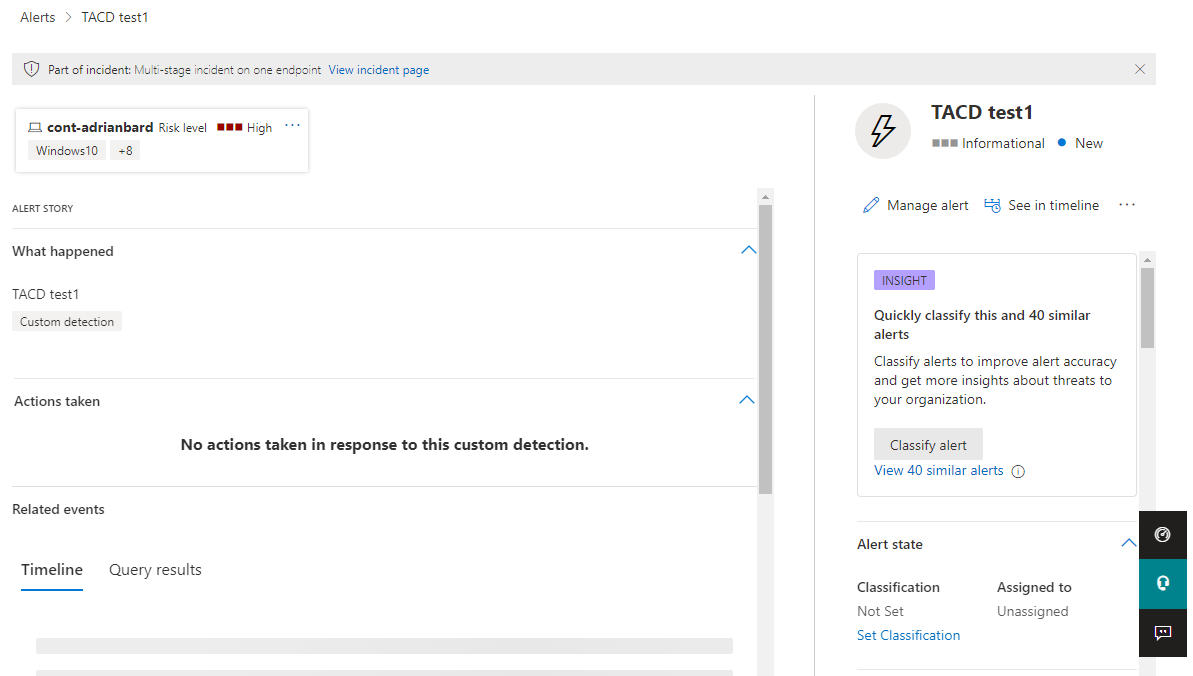 Alerts > TACD test1
Part of incident: Multi-stage incident on one endpoint View incident page
cont-adrianbard Risk level High ...
Windows10 +8
ALERT STORY
What happened
TACD test1
Custom detection
Actions taken
No actions taken in response to this custom detection.
Related events
Timeline Query results
TACD test1
Informational New
Manage alert See in timeline ...
INSIGHT
Quickly classify this and 40 similar
alerts
Classify alerts to improve alert accuracy
and get more insights about threats to
your organization.
Classify alert
View 40 similar alerts
Alert state
Classification Assigned to
Not Set Unassigned
Set Classification